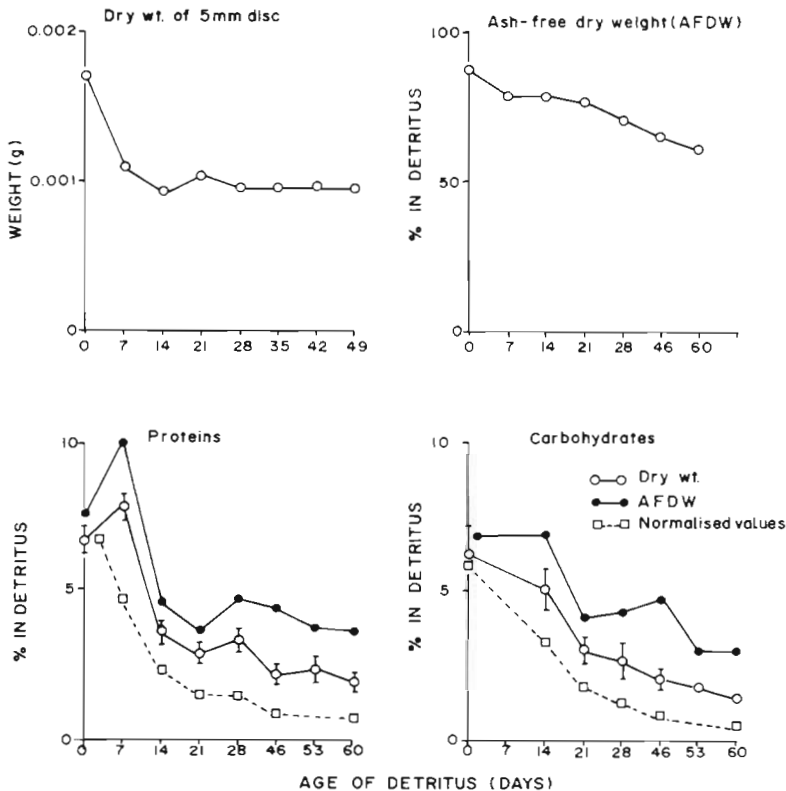 Dry wt. of 5mm disc
0.002
0.001
0
WEIGHT (g)
0 7 14 21 28 35 42 49
Ash-free dry weight (AFDW)
100
50
0
% IN DETRITUS
0 7 14 21 28 46 60
Proteins
10
5
0
% IN DETRITUS
0 7 14 21 28 46 53 60
Carbohydrates
10
5
0
% IN DETRITUS
Dry wt.
AFDW
Normalised values
0 7 14 21 28 46 53 60
AGE OF DETRITUS (DAYS)